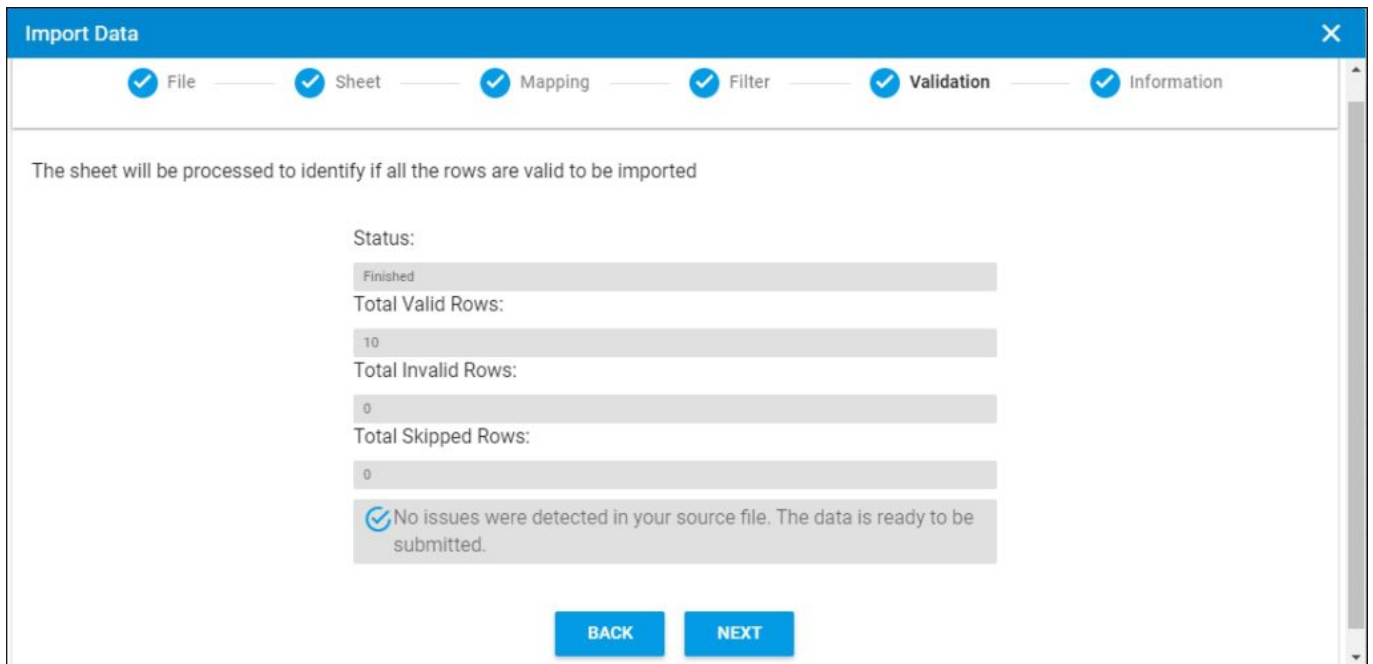 Import Data
File Sheet Mapping Filter Validation Information
The sheet will be processed to identify if all the rows are valid to be imported
Status:
Finished
Total Valid Rows:
10
Total Invalid Rows:
0
Total Skipped Rows:
0
No issues were detected in your source file. The data is ready to be
submitted.
BACK NEXT